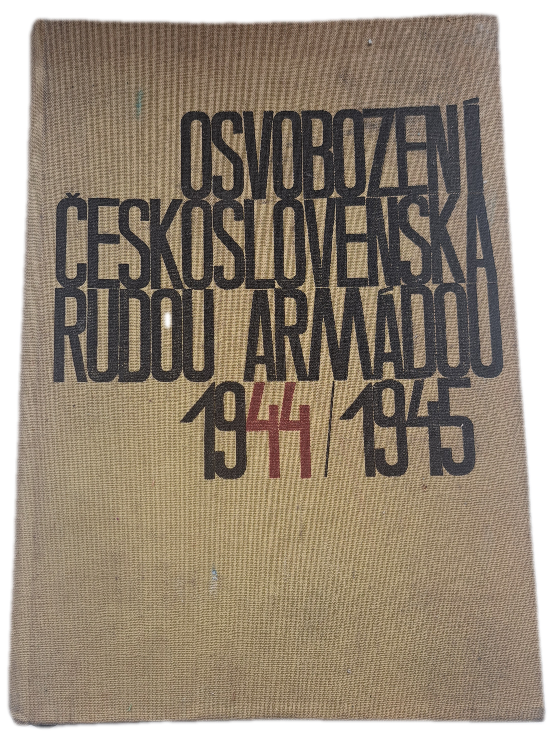 OSVOBOZENÍ
ČESKOSLOVENSKA
RUDOU ARMÁDOU
1944/1945